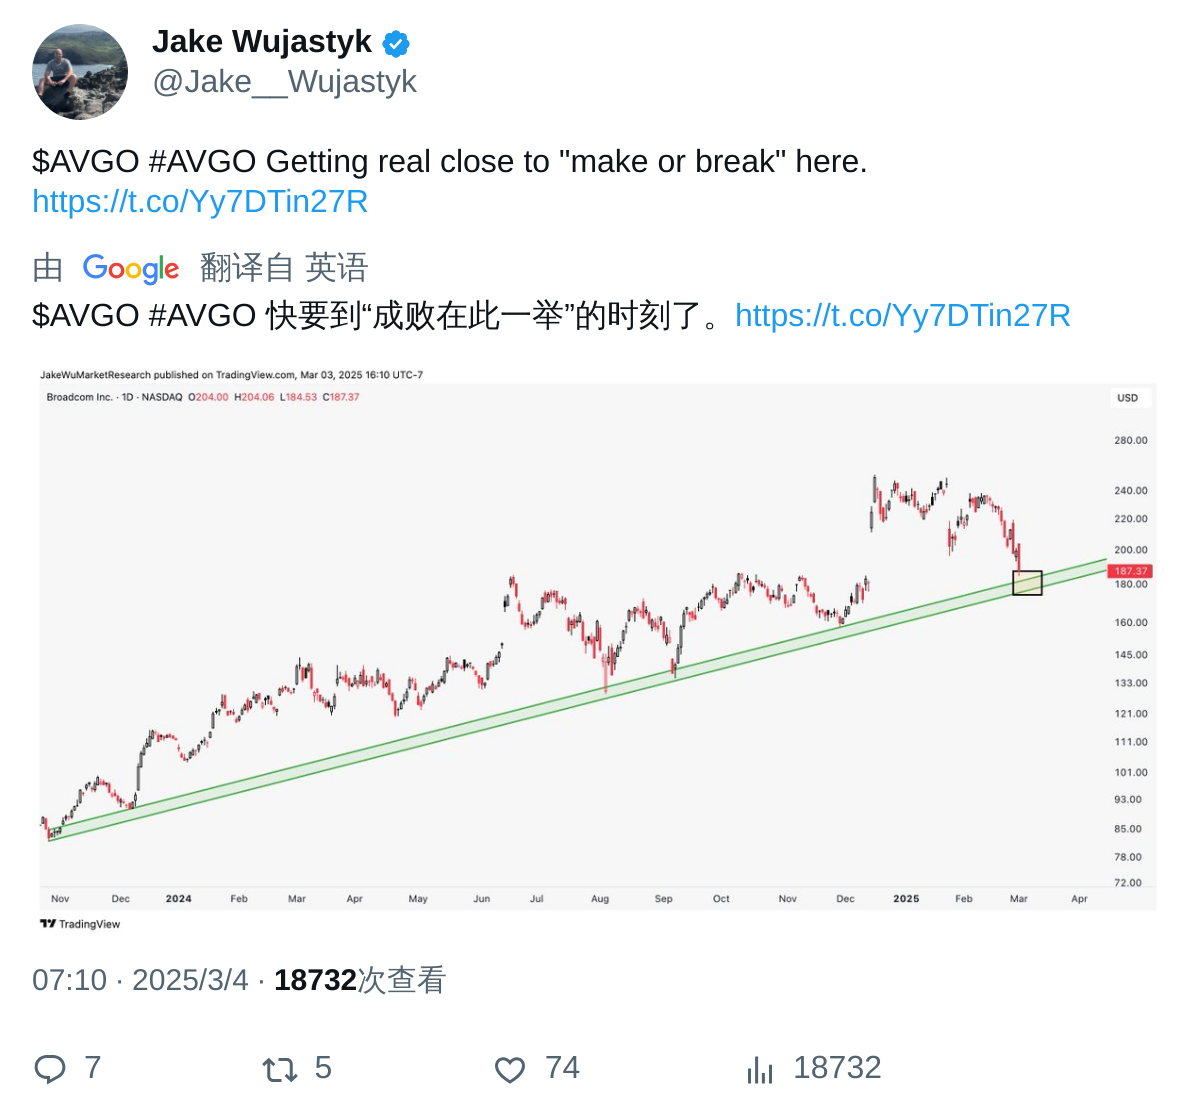 Jake Wujastyk
@Jake__Wujastyk
$AVGO #AVGO Getting real close to "make or break" here.
https://t.co/Yy7DTin27R
由 Google 翻译自 英语
$AVGO #AVGO 快要到“成败在此一举”的时刻了。https://t.co/Yy7DTin27R
JakeWuMarketResearch published on TradingView.com, Mar 03, 2025 16:10 UTC-7
Broadcom Inc. · 1D · NASDAQ O204.00 H204.06 L184.53 C187.37
USD
280.00
240.00
220.00
200.00
187.37
180.00
160.00
145.00
133.00
121.00
111.00
101.00
93.00
85.00
78.00
72.00
Nov Dec 2024 Feb Mar Apr May Jun Jul Aug Sep Oct Nov Dec 2025 Feb Mar Apr
TradingView
07:10 · 2025/3/4 · 18732次查看
7 5 74 18732